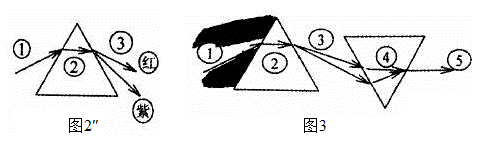 ① ② ③ 红 紫
① ② ③ ④ ⑤
图2″ 图3